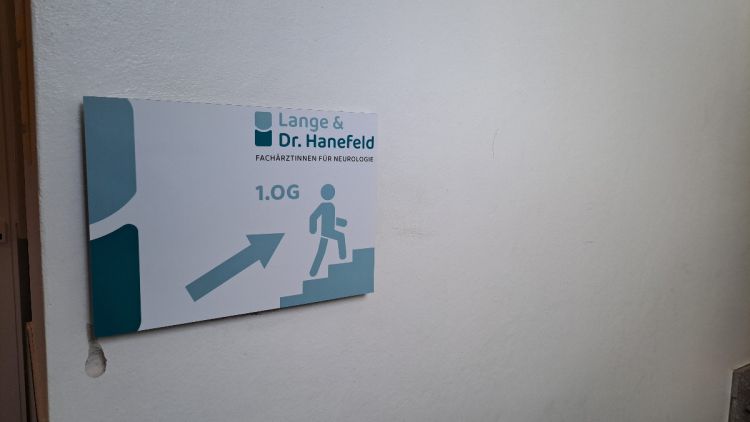 Lange &
Dr. Hanefeld
FACHÄRZTINNEN FÜR NEUROLOGIE
1.OG